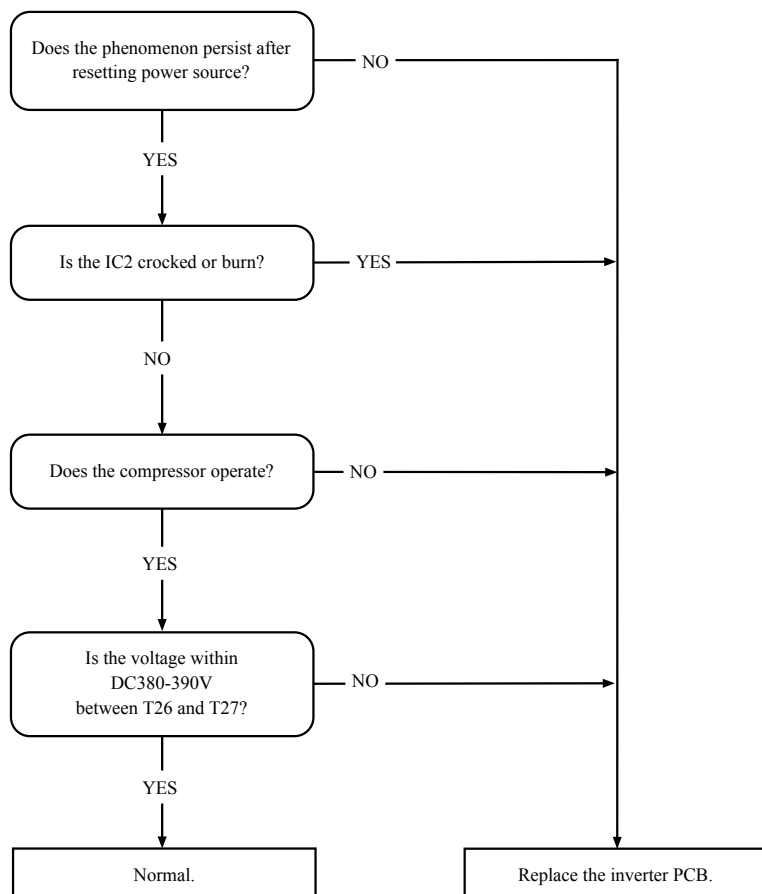 Does the phenomenon persist after
resetting power source?
NO
YES
Is the IC2 crocked or burn?
YES
NO
Does the compressor operate?
NO
YES
Is the voltage within
DC380-390V
between T26 and T27?
NO
YES
Normal.
Replace the inverter PCB.